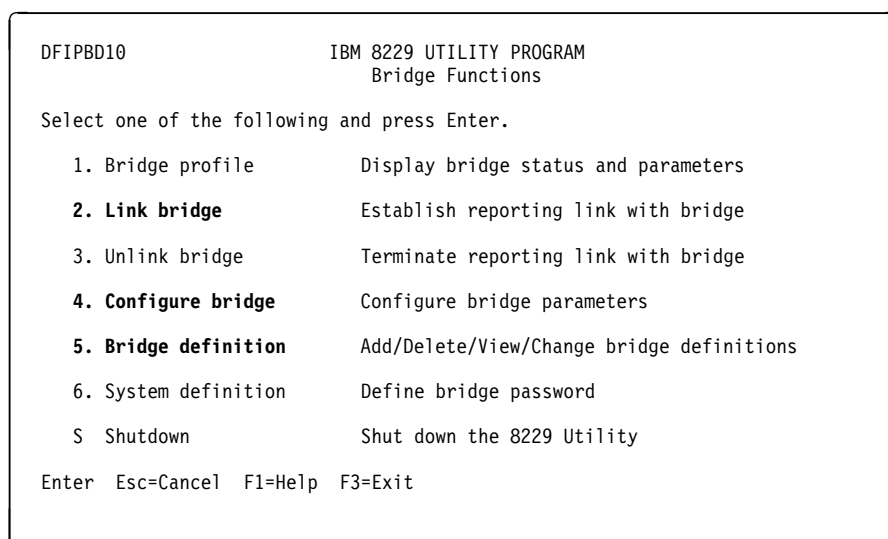 DFIPBD10 IBM 8229 UTILITY PROGRAM
Bridge Functions
Select one of the following and press Enter.
1. Bridge profile Display bridge status and parameters
2. Link bridge Establish reporting link with bridge
3. Unlink bridge Terminate reporting link with bridge
4. Configure bridge Configure bridge parameters
5. Bridge definition Add/Delete/View/Change bridge definitions
6. System definition Define bridge password
S Shutdown Shut down the 8229 Utility
Enter Esc=Cancel F1=Help F3=Exit